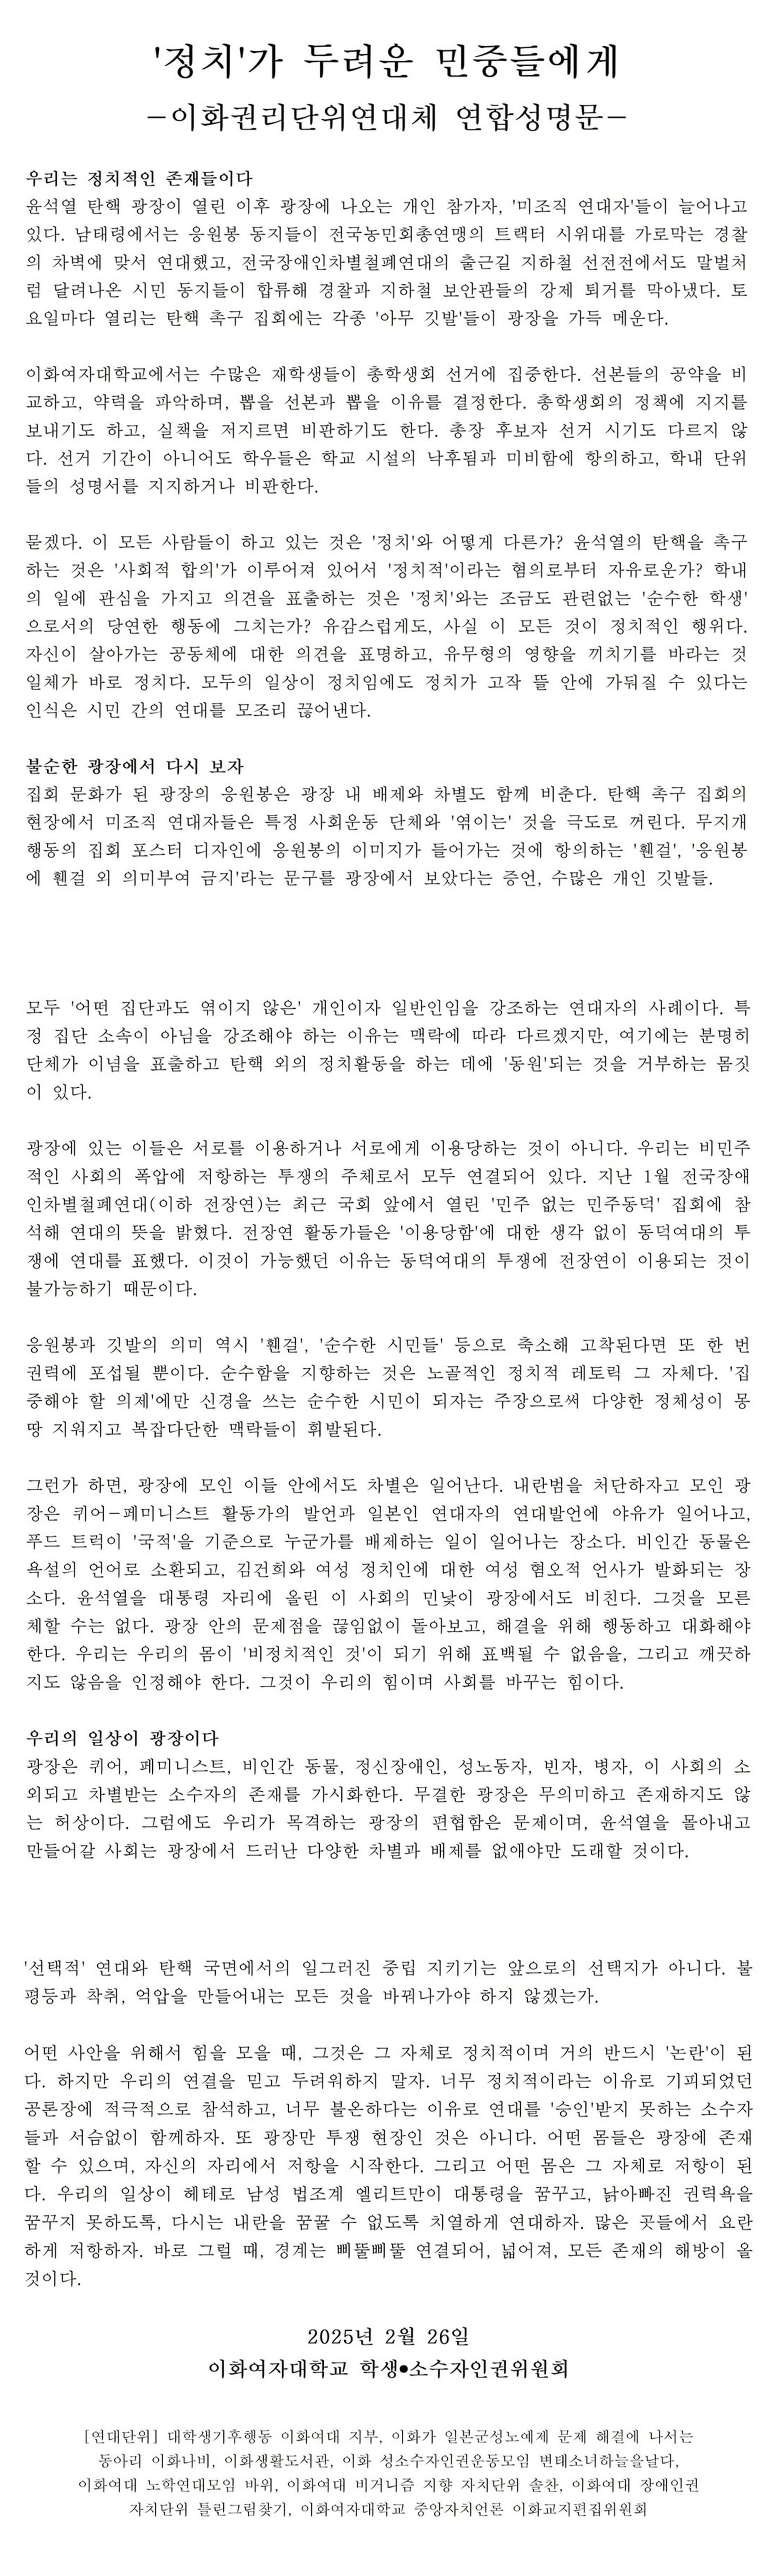 '정치'가 두려운 민중들에게
-이화권리단위연대체 연합성명문-
우리는 정치적인 존재들이다
윤석열 탄핵 광장이 열린 이후 광장에 나오는 개인 참가자, '미조직 연대자'들이 늘어나고
있다. 남태령에서는 응원봉 동지들이 전국농민회총연맹의 트랙터 시위대를 가로막는 경찰
의 차벽에 맞서 연대했고, 전국장애인차별철폐연대의 출근길 지하철 선전전에서도 말벌처
럼 달려나온 시민 동지들이 합류해 경찰과 지하철 보안관들의 강제 퇴거를 막아냈다. 토
요일마다 열리는 탄핵 촉구 집회에는 각종 '아무 깃발'들이 광장을 가득 메운다.
이화여자대학교에서는 수많은 재학생들이 총학생회 선거에 집중한다. 선본들의 공약을 비
교하고, 약력을 파악하며, 뽑을 선본과 뽑을 이유를 결정한다. 총학생회의 정책에 지지를
보내기도 하고, 실책을 저지르면 비판하기도 한다. 총장 후보자 선거 시기도 다르지 않
다. 선거 기간이 아니어도 학우들은 학교 시설의 낙후됨과 미비함에 항의하고, 학내 단위
들의 성명서를 지지하거나 비판한다.
묻겠다. 이 모든 사람들이 하고 있는 것은 '정치'와 어떻게 다른가? 윤석열의 탄핵을 촉구
하는 것은 '사회적 합의'가 이루어져 있어서 '정치적'이라는 혐의로부터 자유로운가? 학내
의 일에 관심을 가지고 의견을 표출하는 것은 '정치'와는 조금도 관련없는 '순수한 학생'
으로서의 당연한 행동에 그치는가? 유감스럽게도, 사실 이 모든 것이 정치적인 행위다.
자신이 살아가는 공동체에 대한 의견을 표명하고, 유무형의 영향을 끼치기를 바라는 것
일체가 바로 정치다. 모두의 일상이 정치임에도 정치가 고작 뜰 안에 가둬질 수 있다는
인식은 시민 간의 연대를 모조리 끊어낸다.
불순한 광장에서 다시 보자
집회 문화가 된 광장의 응원봉은 광장 내 배제와 차별도 함께 비춘다. 탄핵 촉구 집회의
현장에서 미조직 연대자들은 특정 사회운동 단체와 '엮이는' 것을 극도로 꺼린다. 무지개
행동의 집회 포스터 디자인에 응원봉의 이미지가 들어가는 것에 항의하는 '휀걸', '응원봉
에 휀걸 외 의미부여 금지'라는 문구를 광장에서 보았다는 증언, 수많은 개인 깃발들.
모두 '어떤 집단과도 엮이지 않은' 개인이자 일반인임을 강조하는 연대자의 사례이다. 특
정 집단 소속이 아님을 강조해야 하는 이유는 맥락에 따라 다르겠지만, 여기에는 분명히
단체가 이념을 표출하고 탄핵 외의 정치활동을 하는 데에 '동원'되는 것을 거부하는 몸짓
이 있다.
광장에 있는 이들은 서로를 이용하거나 서로에게 이용당하는 것이 아니다. 우리는 비민주
적인 사회의 폭압에 저항하는 투쟁의 주체로서 모두 연결되어 있다. 지난 1월 전국장애
인차별철폐연대(이하 전장연)는 최근 국회 앞에서 열린 '민주 없는 민주동덕' 집회에 참
석해 연대의 뜻을 밝혔다. 전장연 활동가들은 '이용당함'에 대한 생각 없이 동덕여대의 투
쟁에 연대를 표했다. 이것이 가능했던 이유는 동덕여대의 투쟁에 전장연이 이용되는 것이
불가능하기 때문이다.
응원봉과 깃발의 의미 역시 '휀걸', '순수한 시민들' 등으로 축소해 고착된다면 또 한 번
권력에 포섭될 뿐이다. 순수함을 지향하는 것은 노골적인 정치적 레토릭 그 자체다. '집
중해야 할 의제'에만 신경을 쓰는 순수한 시민이 되자는 주장으로써 다양한 정체성이 몽
땅 지워지고 복잡다단한 맥락들이 휘발된다.
그런가 하면, 광장에 모인 이들 안에서도 차별은 일어난다. 내란범을 처단하자고 모인 광
장은 퀴어-페미니스트 활동가의 발언과 일본인 연대자의 연대발언에 야유가 일어나고,
푸드 트럭이 '국적'을 기준으로 누군가를 배제하는 일이 일어나는 장소다. 비인간 동물은
욕설의 언어로 소환되고, 김건희와 여성 정치인에 대한 여성 혐오적 언사가 발화되는 장
소다. 윤석열을 대통령 자리에 올린 이 사회의 민낯이 광장에서도 비친다. 그것을 모른
체할 수는 없다. 광장 안의 문제점을 끊임없이 돌아보고, 해결을 위해 행동하고 대화해야
한다. 우리는 우리의 몸이 '비정치적인 것'이 되기 위해 표백될 수 없음을, 그리고 깨끗하
지도 않음을 인정해야 한다. 그것이 우리의 힘이며 사회를 바꾸는 힘이다.
우리의 일상이 광장이다
광장은 퀴어, 페미니스트, 비인간 동물, 정신장애인, 성노동자, 빈자, 병자, 이 사회의 소
외되고 차별받는 소수자의 존재를 가시화한다. 무결한 광장은 무의미하고 존재하지도 않
는 허상이다. 그럼에도 우리가 목격하는 광장의 편협함은 문제이며, 윤석열을 몰아내고
만들어갈 사회는 광장에서 드러난 다양한 차별과 배제를 없애야만 도래할 것이다.
'선택적' 연대와 탄핵 국면에서의 일그러진 중립 지키기는 앞으로의 선택지가 아니다. 불
평등과 착취, 억압을 만들어내는 모든 것을 바꿔나가야 하지 않겠는가.
어떤 사안을 위해서 힘을 모을 때, 그것은 그 자체로 정치적이며 거의 반드시 '논란'이 된
다. 하지만 우리의 연결을 믿고 두려워하지 말자. 너무 정치적이라는 이유로 기피되었던
공론장에 적극적으로 참석하고, 너무 불온하다는 이유로 연대를 '승인'받지 못하는 소수자
들과 서슴없이 함께하자. 또 광장만 투쟁 현장인 것은 아니다. 어떤 몸들은 광장에 존재
할 수 있으며, 자신의 자리에서 저항을 시작한다. 그리고 어떤 몸은 그 자체로 저항이 된
다. 우리의 일상이 헤테로 남성 법조계 엘리트만이 대통령을 꿈꾸고, 낡아빠진 권력욕을
꿈꾸지 못하도록, 다시는 내란을 꿈꿀 수 없도록 치열하게 연대하자. 많은 곳들에서 요란
하게 저항하자. 바로 그럴 때, 경계는 삐뚤삐뚤 연결되어, 넓어져, 모든 존재의 해방이 올
것이다.
2025년 2월 26일
이화여자대학교 학생•소수자인권위원회
[연대단위] 대학생기후행동 이화여대 지부, 이화가 일본군성노예제 문제 해결에 나서는
동아리 이화나비, 이화생활도서관, 이화 성소수자인권운동모임 변태소녀하늘을날다,
이화여대 노학연대모임 바위, 이화여대 비거니즘 지향 자치단위 솔찬, 이화여대 장애인권
자치단위 틀린그림찾기, 이화여자대학교 중앙자치언론 이화교지편집위원회